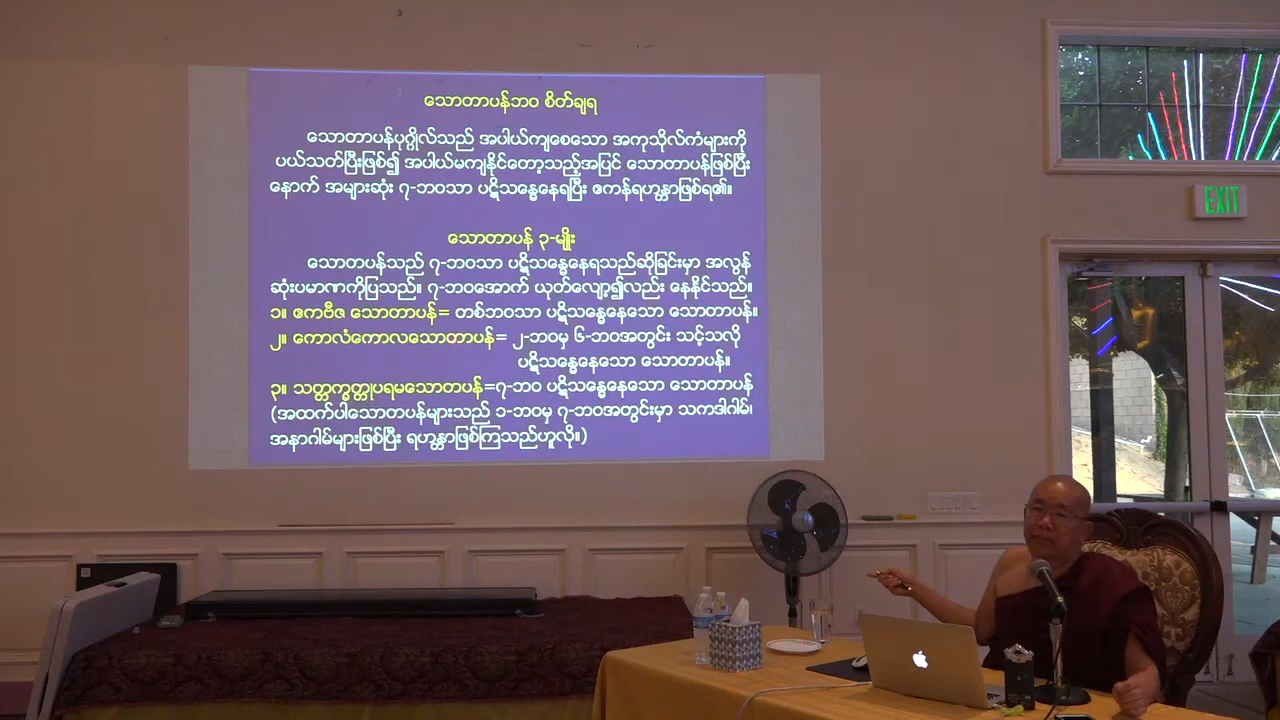 သောတာပန်ဘဝ စိတ်ချရ
သောတာပန်ပုဂ္ဂိုလ်သည် အပါယ်ကျစေသော အကုသိုလ်ကံများကို
ပယ်သတ်ပြီးဖြစ်၍ အပါယ်မကျနိုင်တော့သည့်အပြင် သောတာပန်ဖြစ်ပြီး
နောက် အများဆုံး ၇-ဘဝသာ ပဋိသန္ဓေနေရပြီး ဧကန်ရဟန္တာဖြစ်ရ၏။
သောတာပန် ၃-မျိုး
သောတပန်သည် ၇-ဘဝသာ ပဋိသန္ဓေနေရသည်ဆိုခြင်းမှာ အလွန်
ဆုံးပမာဏကိုပြသည်။ ၇-ဘဝအောက် ယုတ်လျော့၍လည်း နေနိုင်သည်။
၁။ ဧကဗီဇ သောတာပန်= တစ်ဘဝသာ ပဋိသန္ဓေနေသော သောတာပန်။
၂။ ကောလံကောလသောတာပန်= ၂-ဘဝမှ ၆-ဘဝအတွင်း သင့်သလို
ပဋိသန္ဓေနေသော သောတာပန်။
၃။ သတ္တက္ခတ္တုပရမသောတပန်=၇-ဘဝ ပဋိသန္ဓေနေသော သောတာပန်
(အထက်ပါသောတပန်များသည် ၁-ဘဝမှ ၇-ဘဝအတွင်းမှာ သကဒါဂါမ်၊
အနာဂါမ်များဖြစ်ပြီး ရဟန္တာဖြစ်ကြသည်ဟူလို။)
EXIT